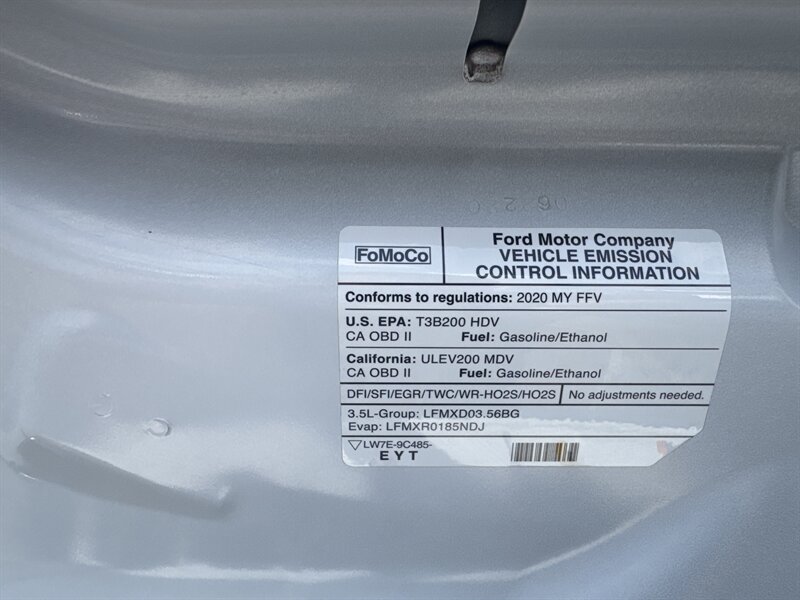 FoMoCo
Ford Motor Company
VEHICLE EMISSION
CONTROL INFORMATION
Conforms to regulations: 2020 MY FFV
U.S. EPA: T3B200 HDV
CA OBD II Fuel: Gasoline/Ethanol
California: ULEV200 MDV
CA OBD II Fuel: Gasoline/Ethanol
DFI/SFI/EGR/TWC/WR-HO2S/HO2S No adjustments needed.
3.5L-Group: LFMXD03.56BG
Evap: LFMXR0185NDJ
LW7E-9C485-
E Y T